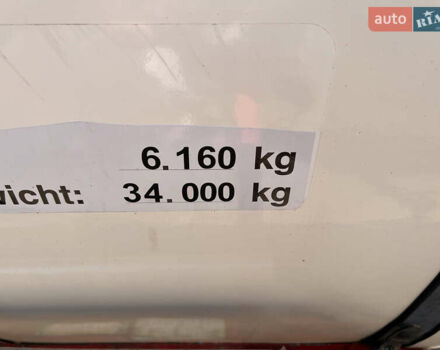 auto RIA
6.160 kg
wicht: 34.000 kg